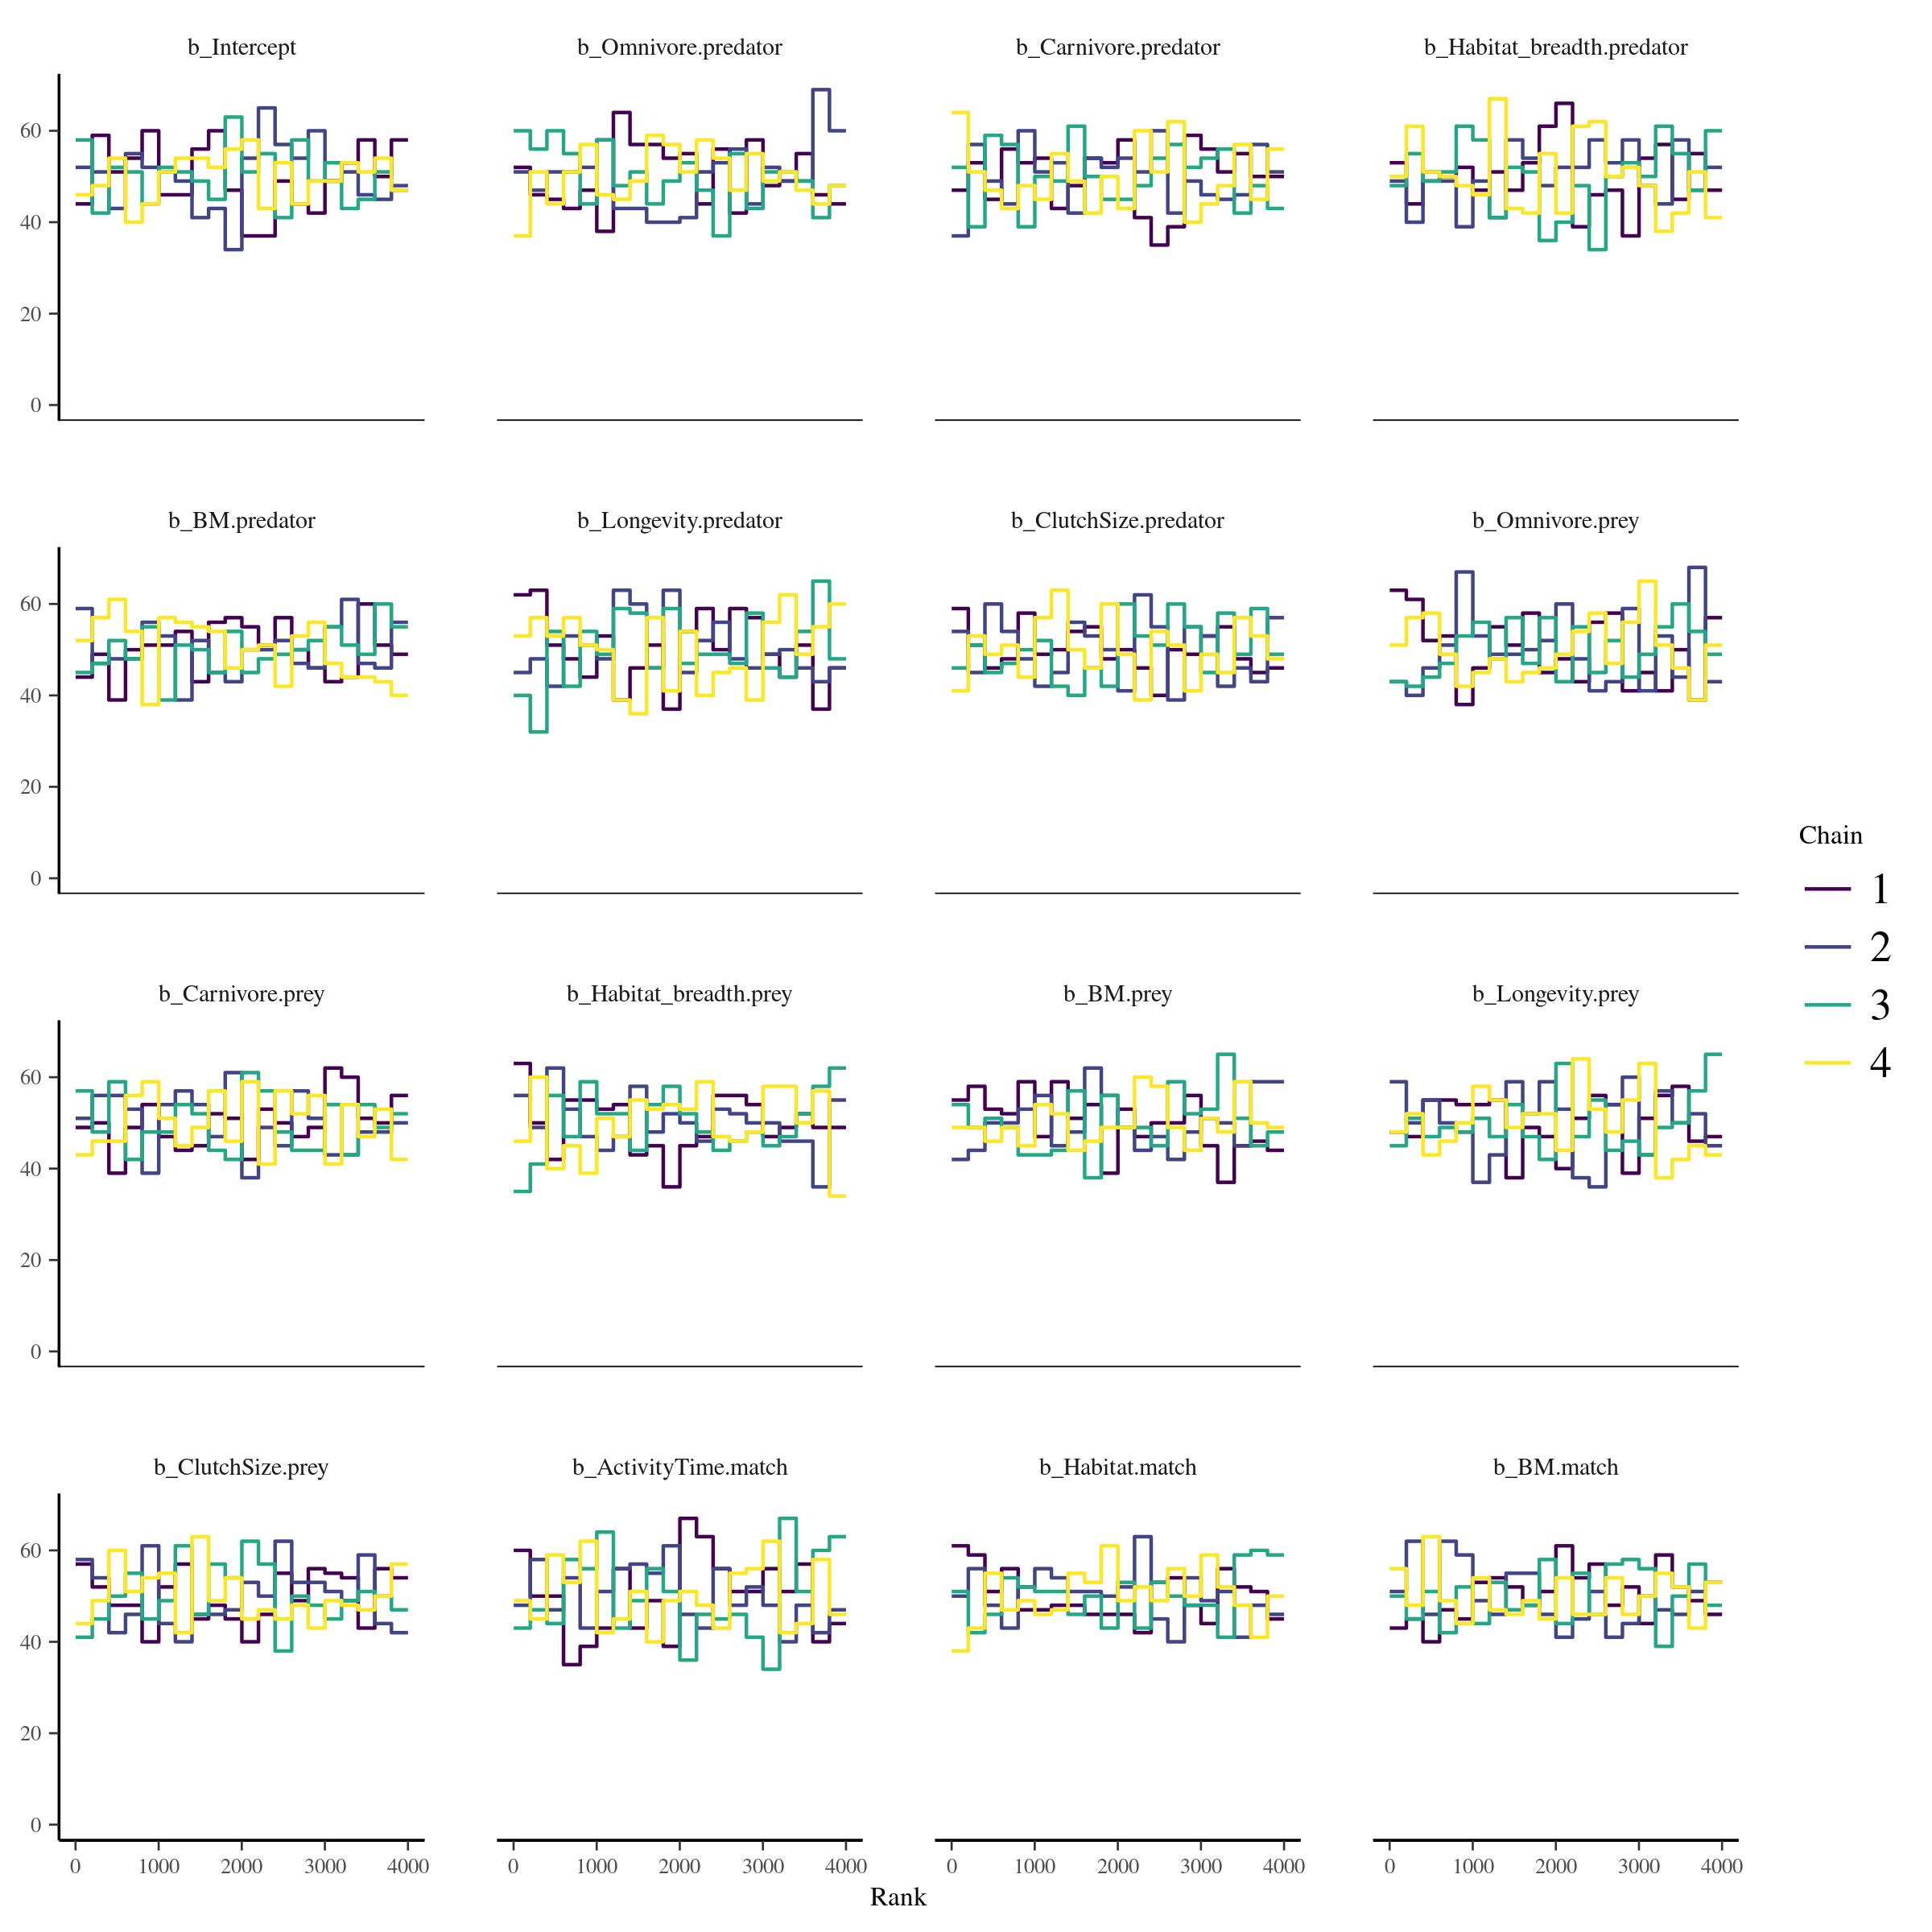 b_Intercept b_Omnivore.predator b_Carnivore.predator b_Habitat_breadth.predator
60
40
20
0
b_BM.predator b_Longevity.predator b_ClutchSize.predator b_Omnivore.prey
60
40
20
0
b_Carnivore.prey b_Habitat_breadth.prey b_BM.prey b_Longevity.prey
60
40
20
0
b_ClutchSize.prey b_ActivityTime.match b_Habitat.match b_BM.match
60
40
20
0
0 1000 2000 3000 4000 0 1000 2000 3000 4000 0 1000 2000 3000 4000 0 1000 2000 3000 4000
Rank
Chain
1
2
3
4